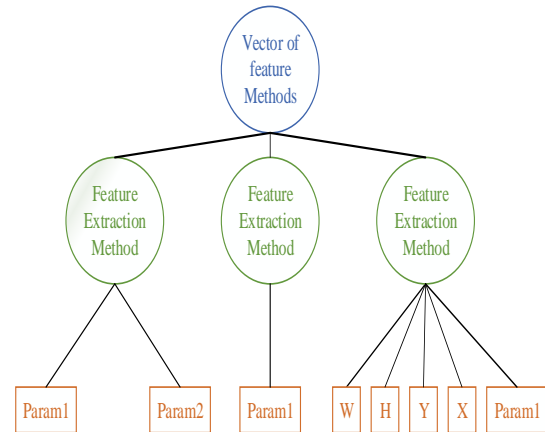 Vector of
feature
Methods
Feature
Extraction
Method
Feature
Extraction
Method
Feature
Extraction
Method
Param1
Param2
Param1
W
H
Y
X
Param1